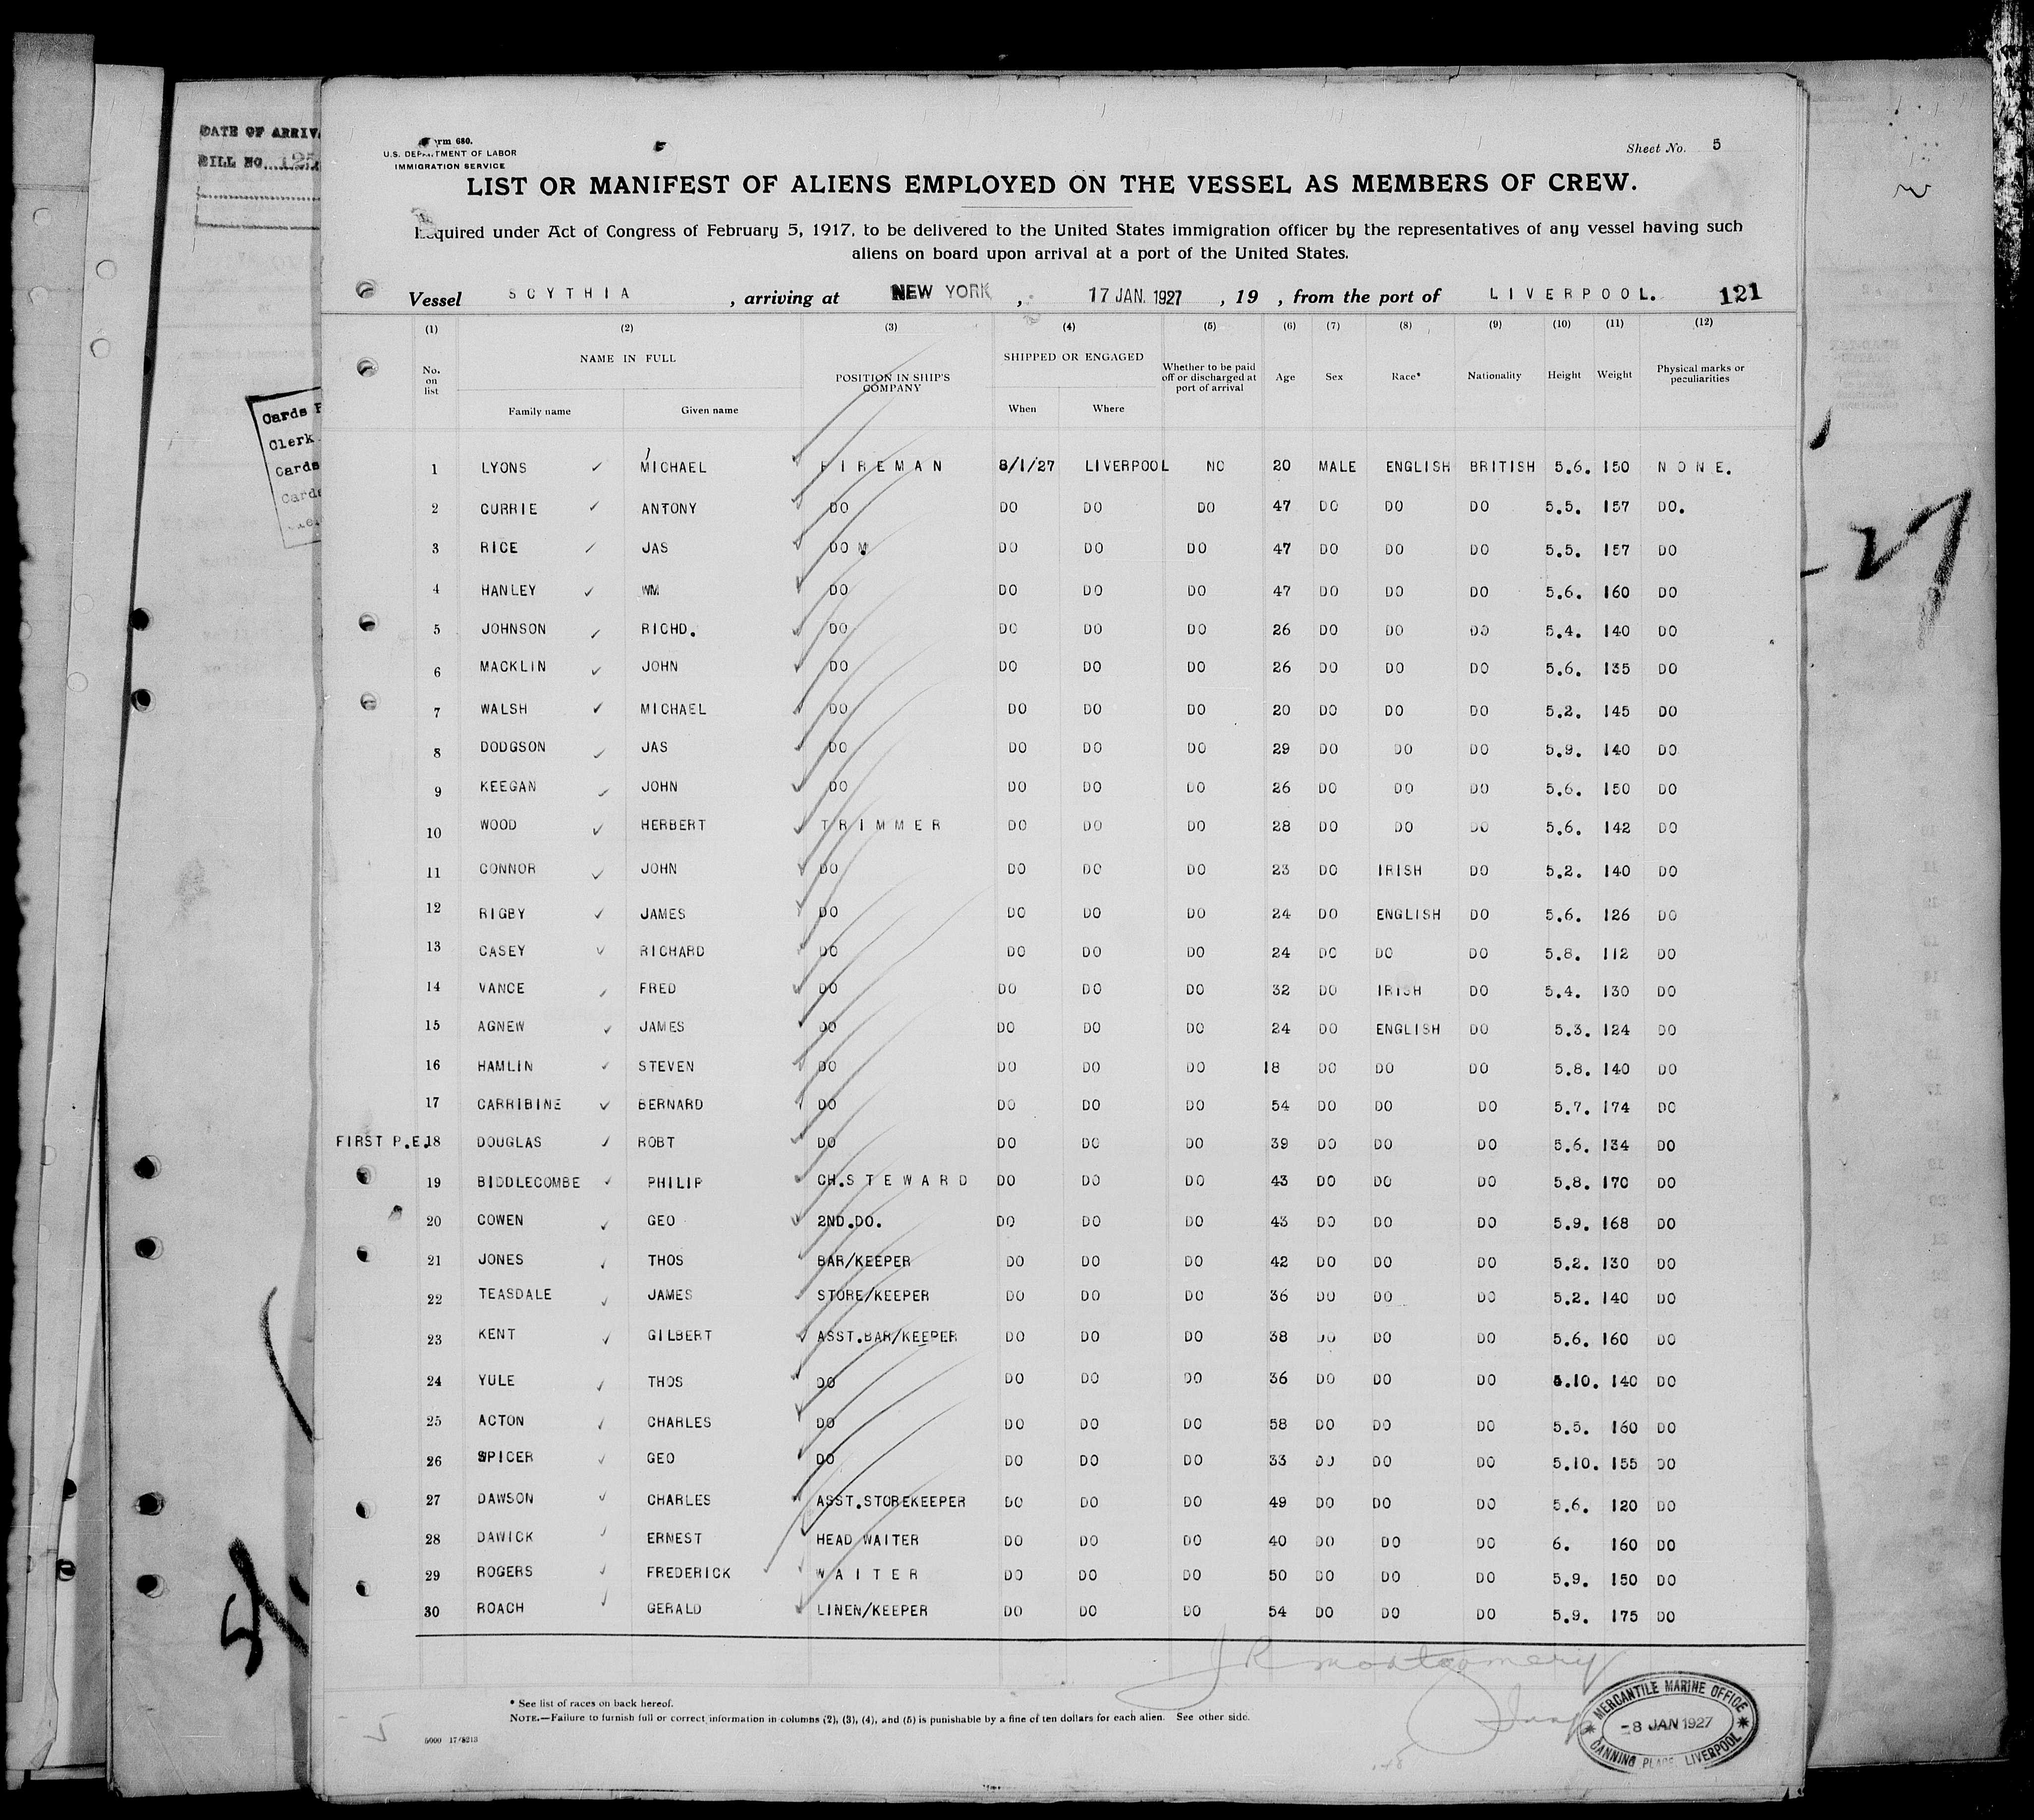 DATE OF ARRIV
BILL NO. 125
Cards
Clerk
Cards
Cards
Form 680.
U.S. DEPARTMENT OF LABOR
IMMIGRATION SERVICE
Sheet No. 5
LIST OR MANIFEST OF ALIENS EMPLOYED ON THE VESSEL AS MEMBERS OF CREW.
Required under Act of Congress of February 5, 1917, to be delivered to the United States immigration officer by the representatives of any vessel having such
aliens on board upon arrival at a port of the United States.
Vessel SCYTHIA , arriving at NEW YORK , 17 JAN. 1927 , 19 , from the port of LIVERPOOL. 121
(1) (2) (3) (4) (5) (6) (7) (8) (9) (10) (11) (12)
No. on list NAME IN FULL Family name Given name POSITION IN SHIP'S COMPANY SHIPPED OR ENGAGED When Where Whether to be paid off or discharged at port of arrival Age Sex Race* Nationality Height Weight Physical marks or peculiarities
1 LYONS MICHAEL FIREMAN 8/1/27 LIVERPOOL NO 20 MALE ENGLISH BRITISH 5.6. 150 NONE.
2 CURRIE ANTONY DO DO DO DO 47 DO DO DO 5.5. 157 DO.
3 RICE JAS DO DO DO DO 47 DO DO DO 5.5. 157 DO
4 HANLEY WM DO DO DO DO 47 DO DO DO 5.6. 160 DO
5 JOHNSON RICHD. DO DO DO DO 26 DO DO DO 5.4. 140 DO
6 MACKLIN JOHN DO DO DO DO 26 DO DO DO 5.6. 135 DO
7 WALSH MICHAEL DO DO DO DO 20 DO DO DO 5.2. 145 DO
8 DODGSON JAS DO DO DO DO 29 DO DO DO 5.9. 140 DO
9 KEEGAN JOHN DO DO DO DO 26 DO DO DO 5.6. 150 DO
10 WOOD HERBERT TRIMMER DO DO DO 28 DO DO DO 5.6. 142 DO
11 CONNOR JOHN DO DO DO DO 23 DO IRISH DO 5.2. 140 DO
12 RIGBY JAMES DO DO DO DO 24 DO ENGLISH DO 5.6. 126 DO
13 CASEY RICHARD DO DO DO DO 24 DO DO DO 5.8. 112 DO
14 VANCE FRED DO DO DO DO 32 DO IRISH DO 5.4. 130 DO
15 AGNEW JAMES DO DO DO DO 24 DO ENGLISH DO 5.3. 124 DO
16 HAMLIN STEVEN DO DO DO DO 18 DO DO DO 5.8. 140 DO
17 CARRIBINE BERNARD DO DO DO DO 54 DO DO DO 5.7. 174 DO
FIRST P.E. 18 DOUGLAS ROBT DO DO DO DO 39 DO DO DO 5.6. 134 DO
19 BIDDLECOMBE PHILIP CH.STEWARD DO DO DO 43 DO DO DO 5.8. 170 DO
20 COWEN GEO 2ND.DO. DO DO DO 43 DO DO DO 5.9. 168 DO
21 JONES THOS BAR/KEEPER DO DO DO 42 DO DO DO 5.2. 130 DO
22 TEASDALE JAMES STORE/KEEPER DO DO DO 36 DO DO DO 5.2. 140 DO
23 KENT GILBERT ASST.BAR/KEEPER DO DO DO 38 DO DO DO 5.6. 160 DO
24 YULE THOS DO DO DO DO 36 DO DO DO 5.10. 140 DO
25 ACTON CHARLES DO DO DO DO 58 DO DO DO 5.5. 160 DO
26 SPICER GEO DO DO DO DO 33 DO DO DO 5.10. 155 DO
27 DAWSON CHARLES ASST.STOREKEEPER DO DO DO 49 DO DO DO 5.6. 120 DO
28 DAWICK ERNEST HEAD WAITER DO DO DO 40 DO DO DO 6. 160 DO
29 ROGERS FREDERICK WAITER DO DO DO 50 DO DO DO 5.9. 150 DO
30 ROACH GERALD LINEN/KEEPER DO DO DO 54 DO DO DO 5.9. 175 DO
J R Montgomery
* See list of races on back hereof.
NOTE.—Failure to furnish full or correct information in columns (2), (3), (4), and (5) is punishable by a fine of ten dollars for each alien. See other side.
5000 17/8213
MERCANTILE MARINE OFFICE
-8 JAN 1927
CANNING PLACE LIVERPOOL
5
- 27